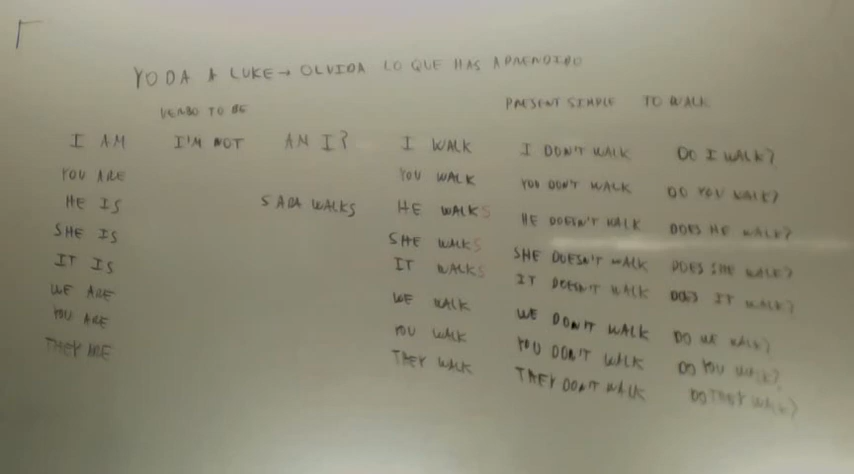 YODA A LUKE → OLVIDA LO QUE HAS APRENDIDO
VERBO TO BE PRESENT SIMPLE TO WALK
I AM I'M NOT AM I? I WALK I DON'T WALK DO I WALK?
YOU ARE YOU WALK YOU DON'T WALK DO YOU WALK?
HE IS SARA WALKS HE WALKS HE DOESN'T WALK DOES HE WALK?
SHE IS SHE WALKS SHE DOESN'T WALK DOES SHE WALK?
IT IS IT WALKS IT DOESN'T WALK DOES IT WALK?
WE ARE WE WALK WE DON'T WALK DO WE WALK?
YOU ARE YOU WALK YOU DON'T WALK DO YOU WALK?
THEY ARE THEY WALK THEY DON'T WALK DO THEY WALK?